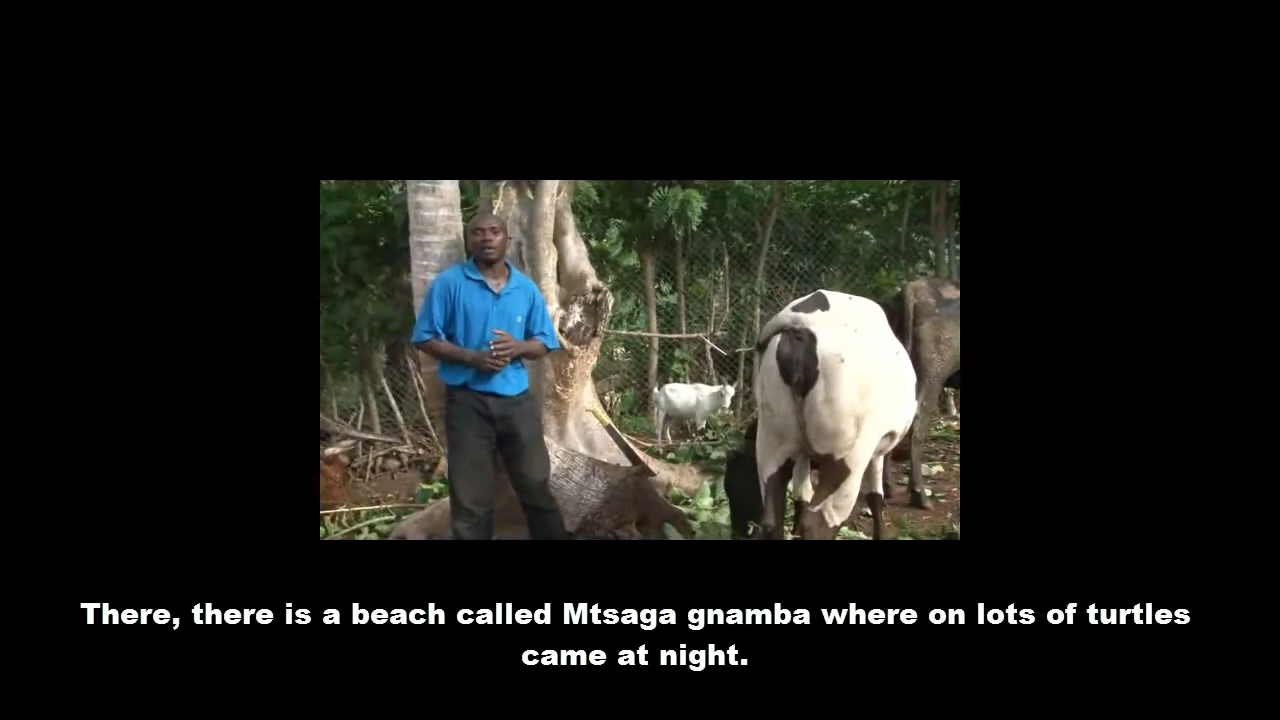 There, there is a beach called Mtsaga gnamba where on lots of turtles
came at night.